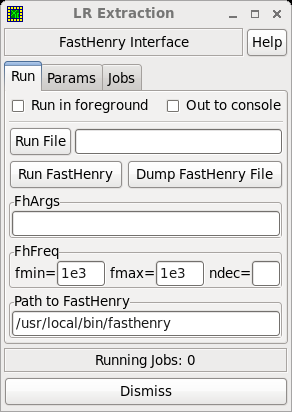 LR Extraction
FastHenry Interface Help
Run Params Jobs
Run in foreground Out to console
Run File
Run FastHenry Dump FastHenry File
FhArgs
FhFreq
fmin= 1e3 fmax= 1e3 ndec=
Path to FastHenry
/usr/local/bin/fasthenry
Running Jobs: 0
Dismiss